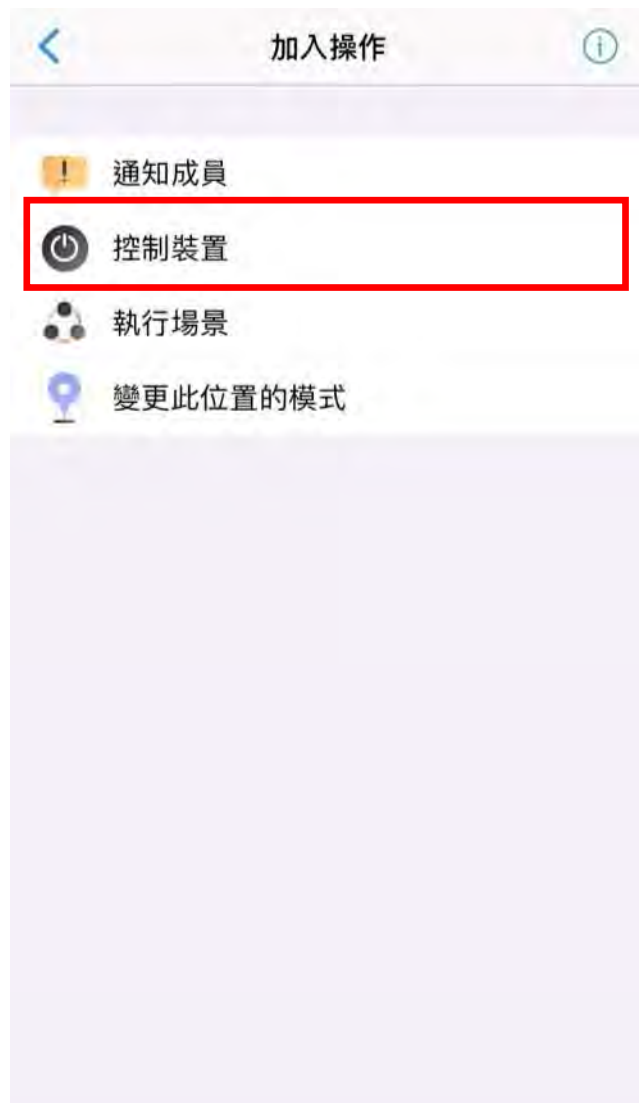 加入操作
通知成員
控制裝置
執行場景
變更此位置的模式